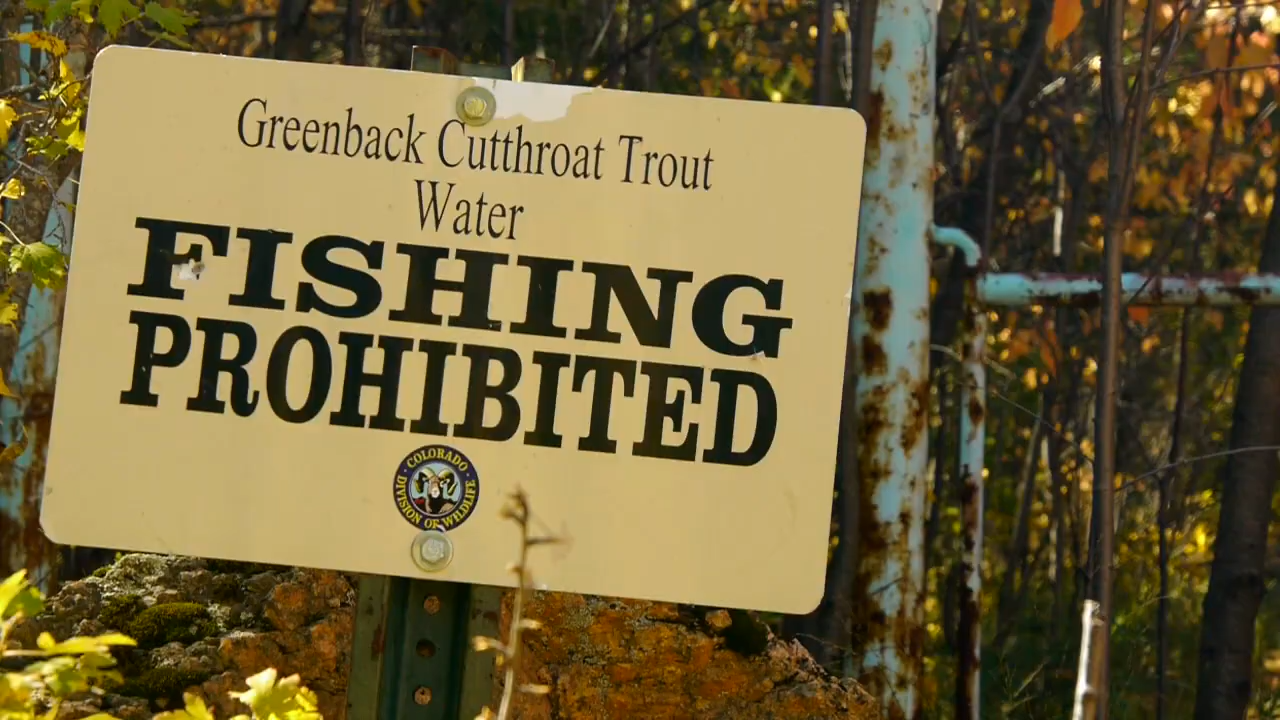 Greenback Cutthroat Trout
Water
FISHING
PROHIBITED
COLORADO
DIVISION OF WILDLIFE